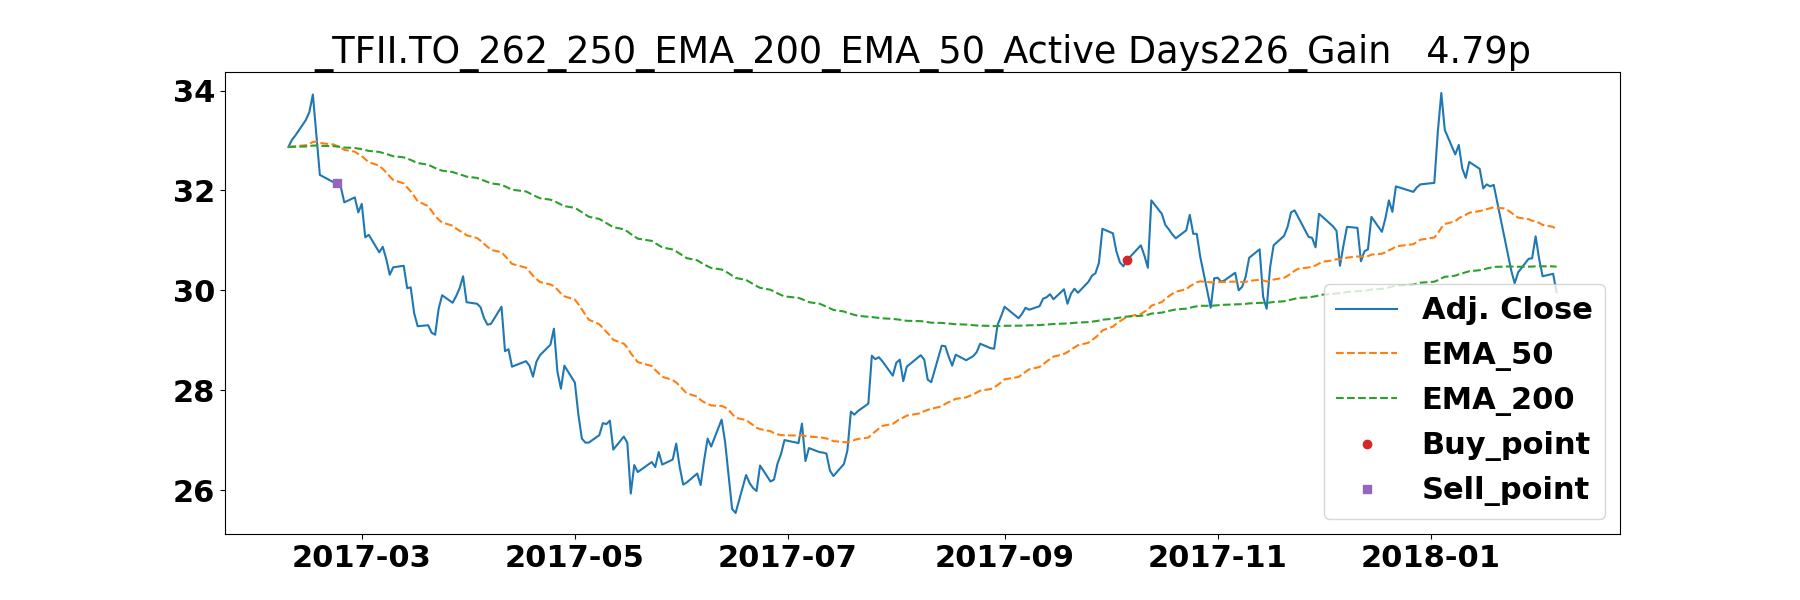 _TFII.TO_262_250_EMA_200_EMA_50_Active Days226_Gain   4.79p
34
32
30
28
26
2017-03 2017-05 2017-07 2017-09 2017-11 2018-01
Adj. Close
EMA_50
EMA_200
Buy_point
Sell_point